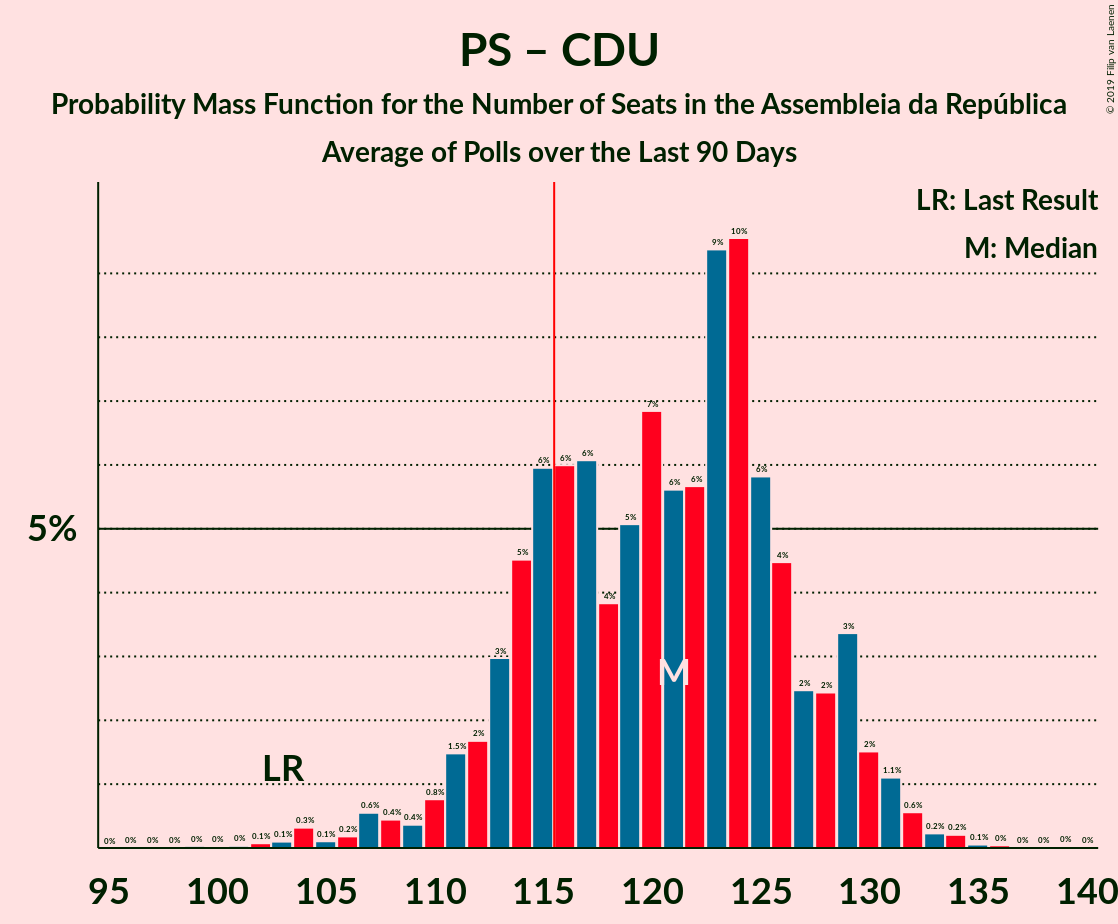 PS – CDU
Probability Mass Function for the Number of Seats in the Assembleia da República
Average of Polls over the Last 90 Days
© 2019 Filip van Laenen
LR: Last Result
M: Median
5%
LR
M
0% 0% 0% 0% 0% 0% 0% 0.1% 0.1% 0.3% 0.1% 0.2% 0.6% 0.4% 0.4% 0.8% 1.5% 2% 3% 5% 6% 6% 6% 4% 5% 7% 6% 6% 9% 10% 6% 4% 2% 2% 3% 2% 1.1% 0.6% 0.2% 0.2% 0.1% 0% 0% 0% 0% 0%
95 100 105 110 115 120 125 130 135 140